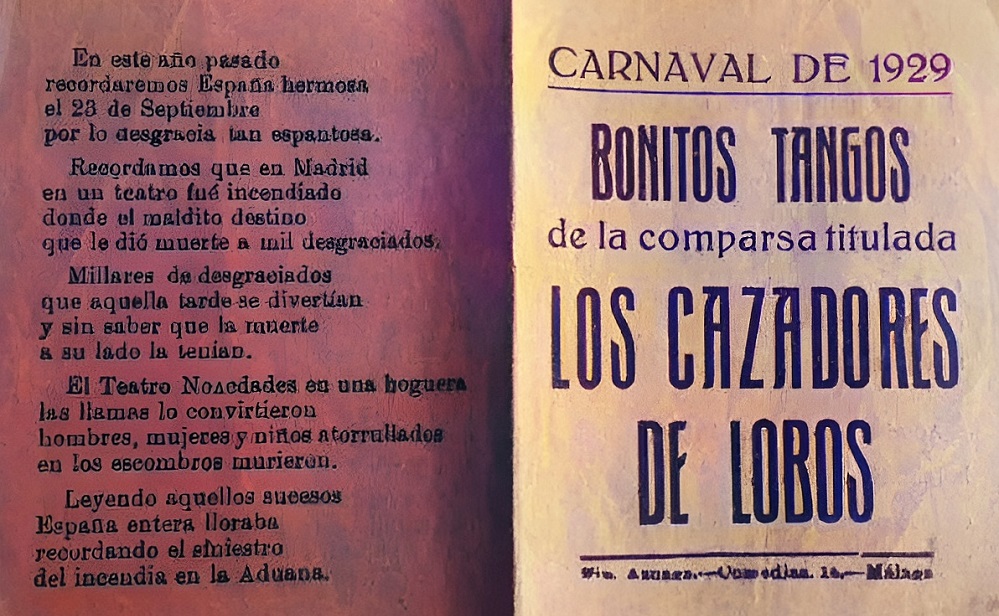 En este año pasado
recordaremos España hermosa
el 23 de Septiembre
por lo desgracia tan espantosa.
Recordamos que en Madrid
en un teatro fué incendiado
donde el maldito destino
que le dió muerte a mil desgraciados.
Millares de desgraciados
que aquella tarde se divertían
y sin saber que la muerte
a su lado la tenían.
El Teatro Novedades en una hoguera
las llamas lo convirtieron
hombres, mujeres y niños atorrullados
en los escombros murieron.
Leyendo aquellos sucesos
España entera lloraba
recordando el siniestro
del incendia en la Aduana.
CARNAVAL DE 1929
BONITOS TANGOS
de la comparsa titulada
LOS CAZADORES
DE LOBOS
Málaga